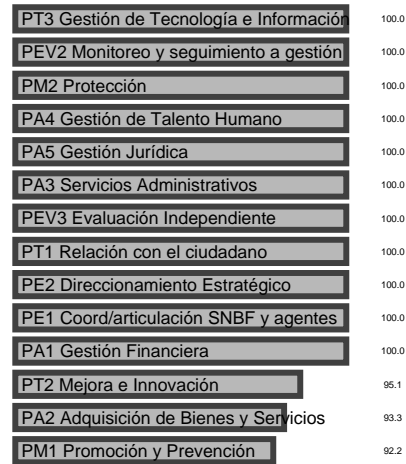 PT3 Gestión de Tecnología e Información 100.0
PEV2 Monitoreo y seguimiento a gestión 100.0
PM2 Protección 100.0
PA4 Gestión de Talento Humano 100.0
PA5 Gestión Jurídica 100.0
PA3 Servicios Administrativos 100.0
PEV3 Evaluación Independiente 100.0
PT1 Relación con el ciudadano 100.0
PE2 Direccionamiento Estratégico 100.0
PE1 Coord/articulación SNBF y agentes 100.0
PA1 Gestión Financiera 100.0
PT2 Mejora e Innovación 95.1
PA2 Adquisición de Bienes y Servicios 93.3
PM1 Promoción y Prevención 92.2